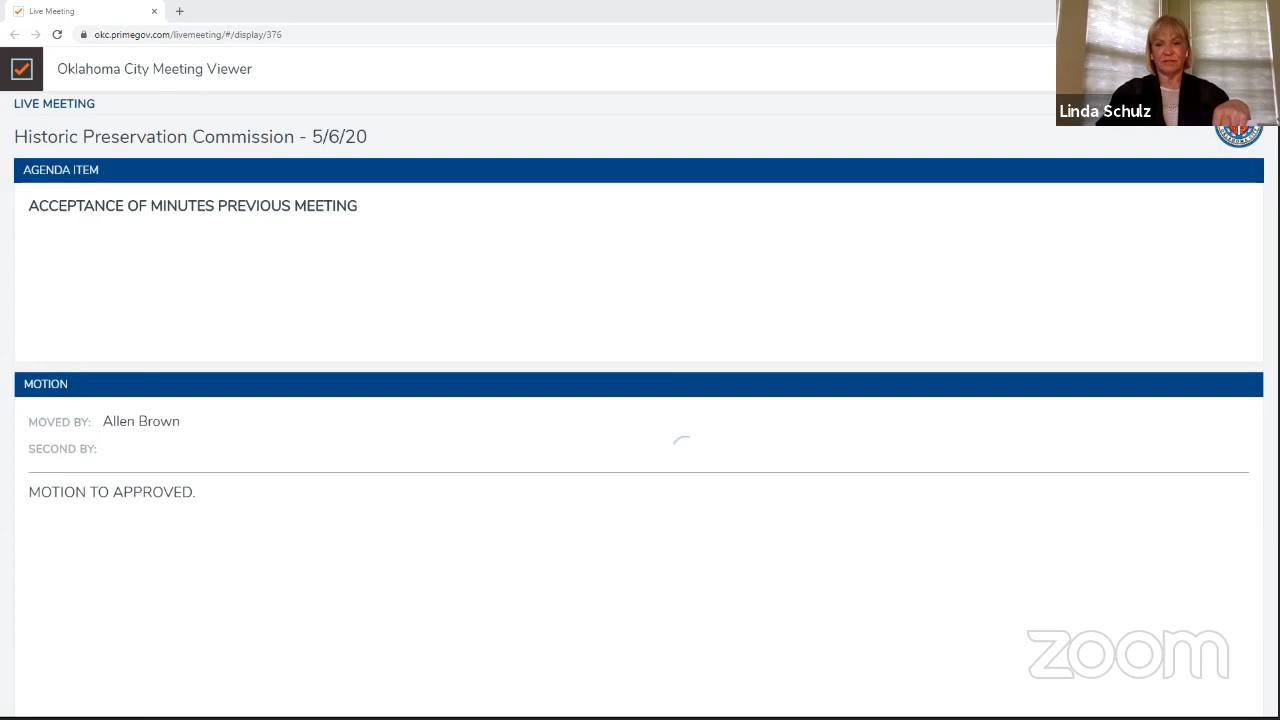 Live Meeting
okc.primegov.com/livemeeting/#/display/376
Oklahoma City Meeting Viewer
Linda Schulz
LIVE MEETING
Historic Preservation Commission - 5/6/20
AGENDA ITEM
ACCEPTANCE OF MINUTES PREVIOUS MEETING
MOTION
MOVED BY: Allen Brown
SECOND BY:
MOTION TO APPROVED.
zoom